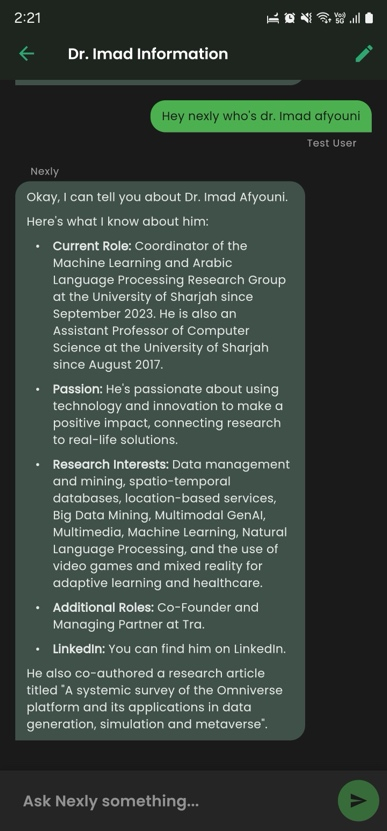 2:21
Vo))
5G
Dr. Imad Information
Hey nexly who's dr. Imad afyouni
Test User
Nexly
Okay, I can tell you about Dr. Imad Afyouni.
Here's what I know about him:
• Current Role: Coordinator of the
Machine Learning and Arabic
Language Processing Research Group
at the University of Sharjah since
September 2023. He is also an
Assistant Professor of Computer
Science at the University of Sharjah
since August 2017.
• Passion: He's passionate about using
technology and innovation to make a
positive impact, connecting research
to real-life solutions.
• Research Interests: Data management
and mining, spatio-temporal
databases, location-based services,
Big Data Mining, Multimodal GenAI,
Multimedia, Machine Learning, Natural
Language Processing, and the use of
video games and mixed reality for
adaptive learning and healthcare.
• Additional Roles: Co-Founder and
Managing Partner at Tra.
• LinkedIn: You can find him on LinkedIn.
He also co-authored a research article
titled "A systemic survey of the Omniverse
platform and its applications in data
generation, simulation and metaverse".
Ask Nexly something...